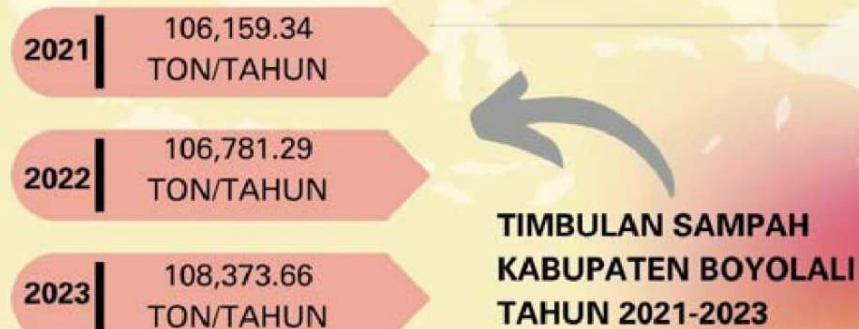 2021
106,159.34
TON/TAHUN
2022
106,781.29
TON/TAHUN
2023
108,373.66
TON/TAHUN
TIMBULAN SAMPAH
KABUPATEN BOYOLALI
TAHUN 2021-2023